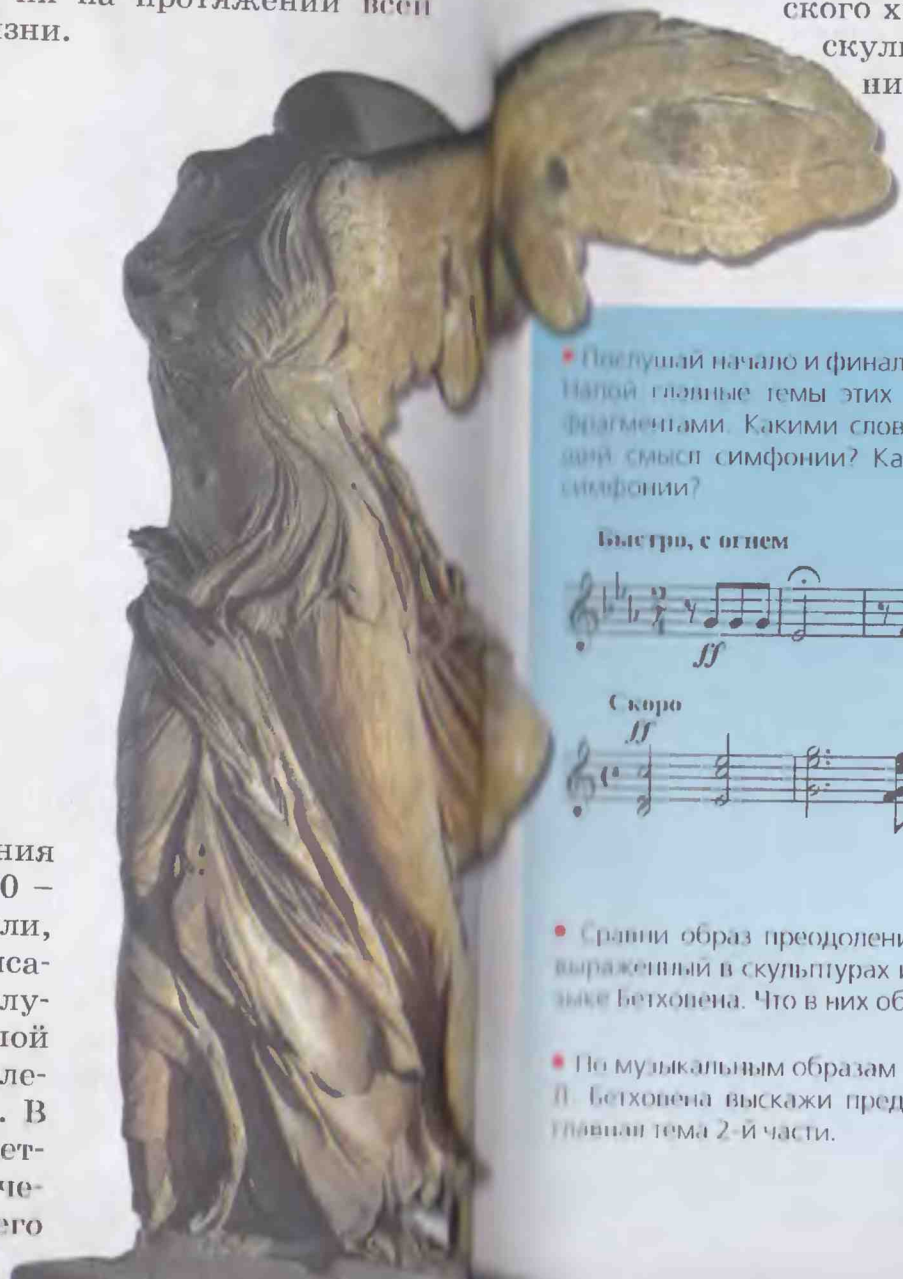 на протяжении всей
зни.
ния
0 –
ли,
иса-
лу-
ной
ле-
. В
ет-
че-
его
ского х
скул
ни
• Послушай начало и финал
Напой главные темы этих
фрагментами. Какими слов
щий смысл симфонии? Ка
симфонии?
Быстро, с огнем
ff
Скоро
ff
• Сравни образ преодолени
выраженный в скульптурах и
зыке Бетховена. Что в них об
• По музыкальным образам
Л. Бетховена выскажи пред
главная тема 2-й части.